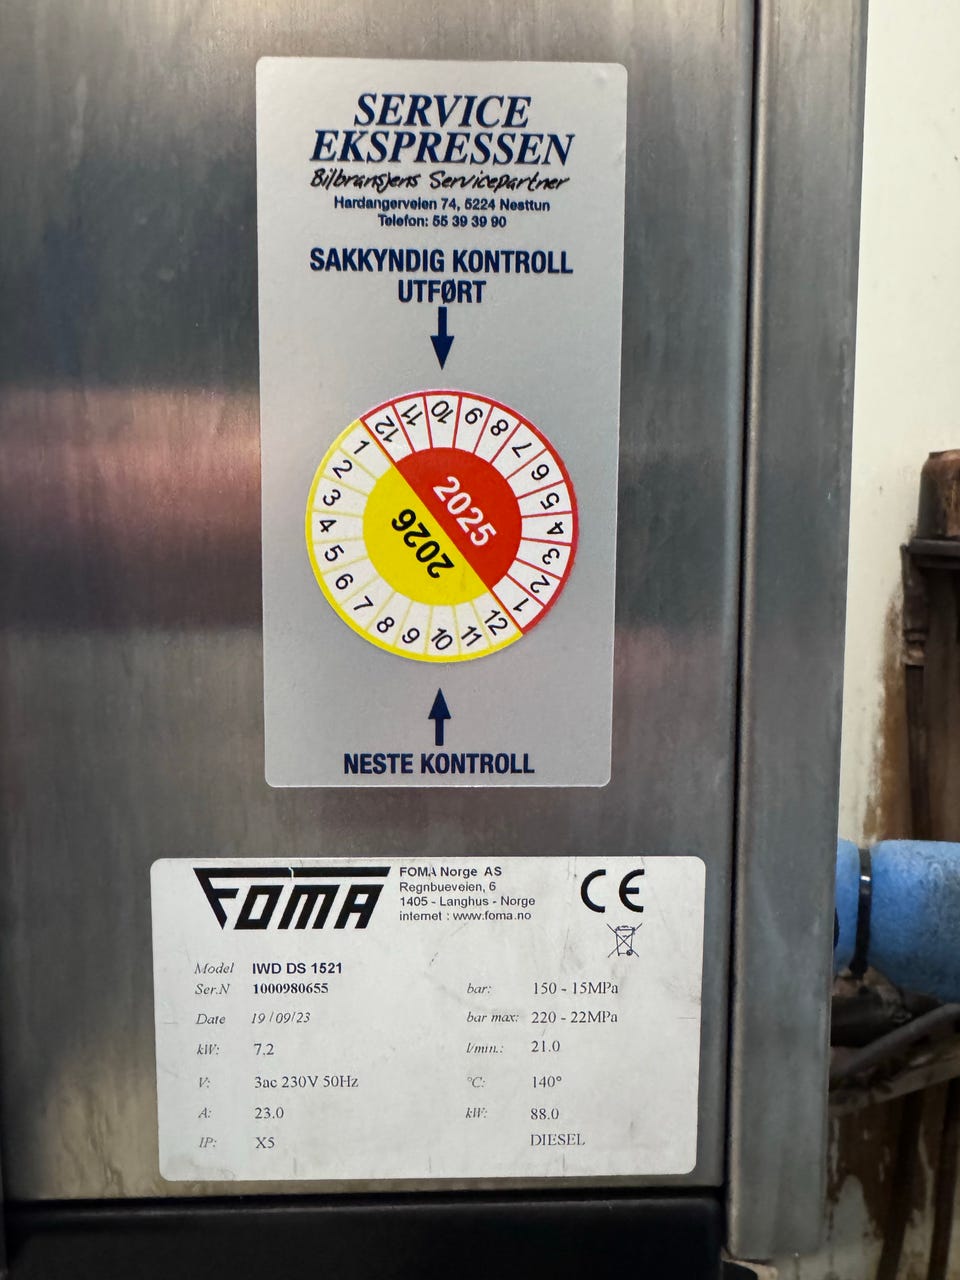 SERVICE
EKSPRESSEN
Bilbransjens Servicepartner
Hardangerveien 74, 5224 Nesttun
Telefon: 55 39 39 90
SAKKYNDIG KONTROLL
UTFØRT
12 11 10 9 8 7 6 5 4 3 2 1
2025
2026
1 2 3 4 5 6 7 8 9 10 11 12
NESTE KONTROLL
FOMA
FOMA Norge AS
Regnbueveien, 6
1405 - Langhus - Norge
internet : www.foma.no
CE
Model IWD DS 1521
Ser.N 1000980655
bar: 150 - 15MPa
Date 19/09/23
bar max: 220 - 22MPa
kW: 7.2
l/min.: 21.0
V: 3ac 230V 50Hz
°C: 140°
A: 23.0
kW: 88.0
IP: X5
DIESEL